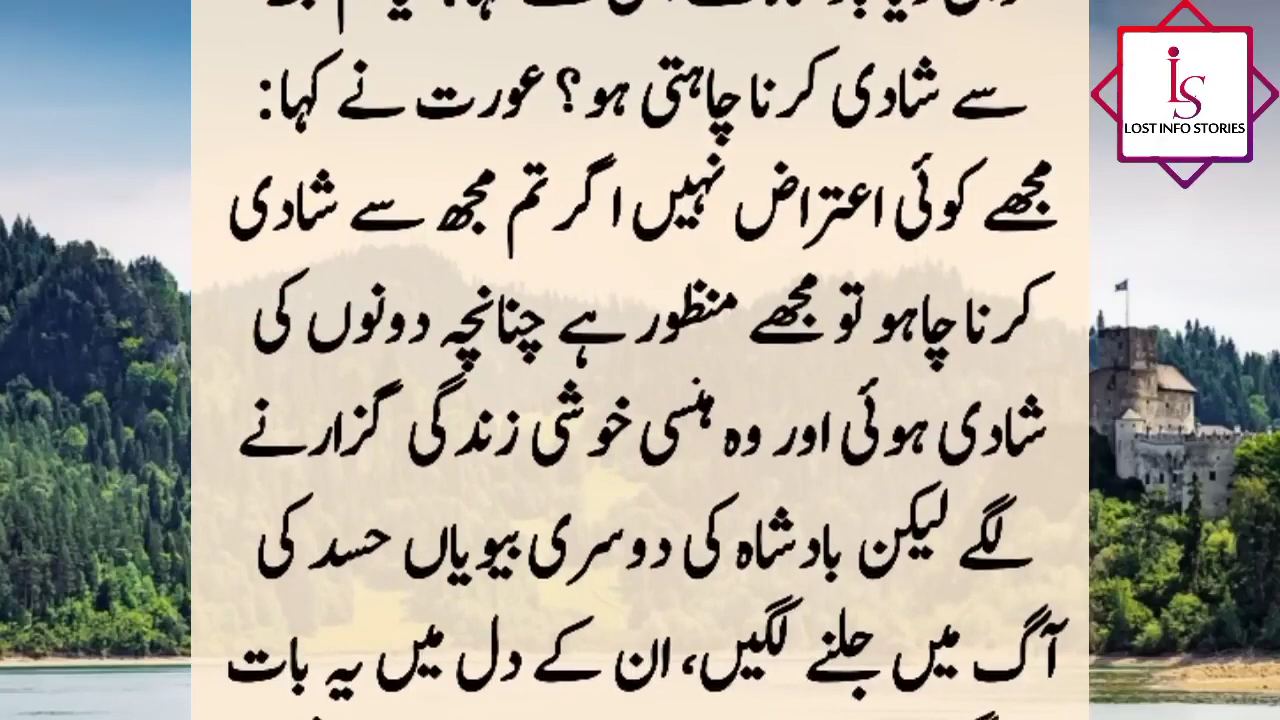 سے شادی کرنا چاہتی ہو؟ عورت نے کہا:
مجھے کوئی اعتراض نہیں اگر تم مجھ سے شادی
کرنا چاہو تو مجھے منظور ہے چنانچہ دونوں کی
شادی ہوئی اور وہ ہنسی خوشی زندگی گزارنے
لگے لیکن بادشاہ کی دوسری بیویاں حسد کی
آگ میں جلنے لگیں، ان کے دل میں یہ بات
LS
LOST INFO STORIES